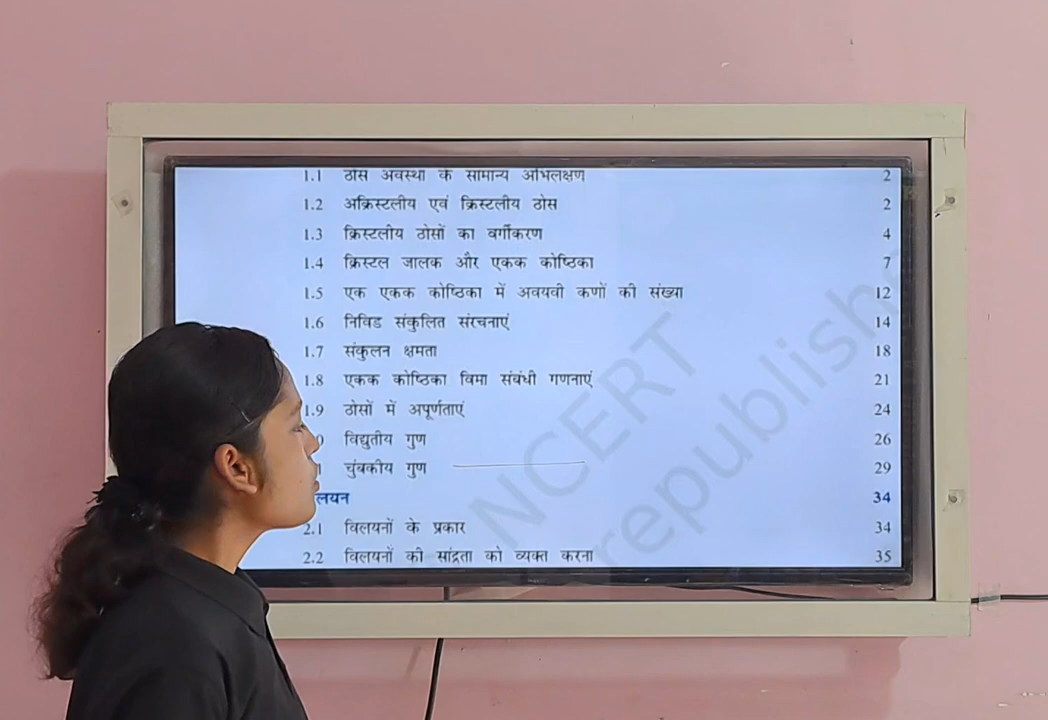 1.1 ठोस अवस्था के सामान्य अभिलक्षण 2
1.2 अक्रिस्टलीय एवं क्रिस्टलीय ठोस 2
1.3 क्रिस्टलीय ठोसों का वर्गीकरण 4
1.4 क्रिस्टल जालक और एकक कोष्ठिका 7
1.5 एक एकक कोष्ठिका में अवयवी कणों की संख्या 12
1.6 निविड संकुलित संरचनाएं 14
1.7 संकुलन क्षमता 18
1.8 एकक कोष्ठिका विमा संबंधी गणनाएं 21
1.9 ठोसों में अपूर्णताएं 24
विद्युतीय गुण 26
चुंबकीय गुण 29
लयन 34
2.1 विलयनों के प्रकार 34
2.2 विलयनों की सांद्रता को व्यक्त करना 35
NCERT
republish